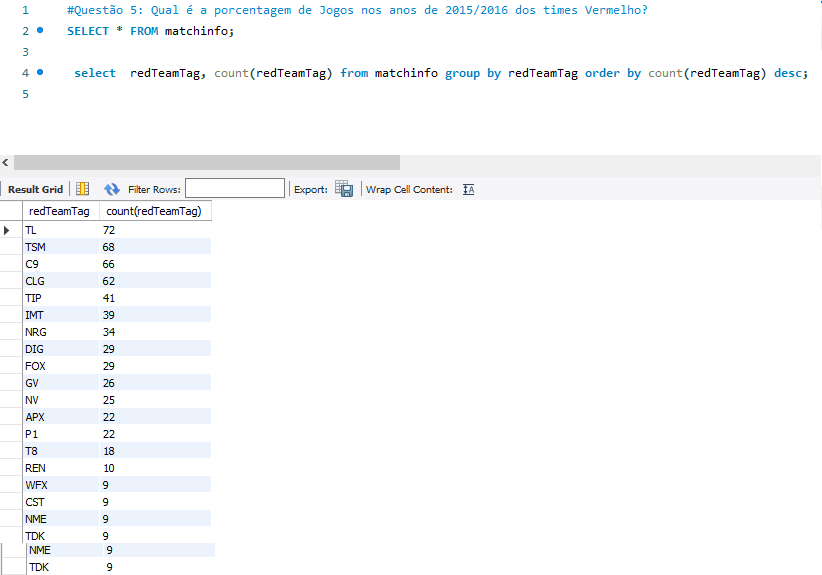 1 #Questão 5: Qual é a porcentagem de Jogos nos anos de 2015/2016 dos times Vermelho?
2 SELECT * FROM matchinfo;
3
4 select redTeamTag, count(redTeamTag) from matchinfo group by redTeamTag order by count(redTeamTag) desc;
5
Result Grid Filter Rows: Export: Wrap Cell Content: IA
redTeamTag count(redTeamTag)
TL 72
TSM 68
C9 66
CLG 62
TIP 41
IMT 39
NRG 34
DIG 29
FOX 29
GV 26
NV 25
APX 22
P1 22
T8 18
REN 10
WFX 9
CST 9
NME 9
TDK 9
NME 9
TDK 9